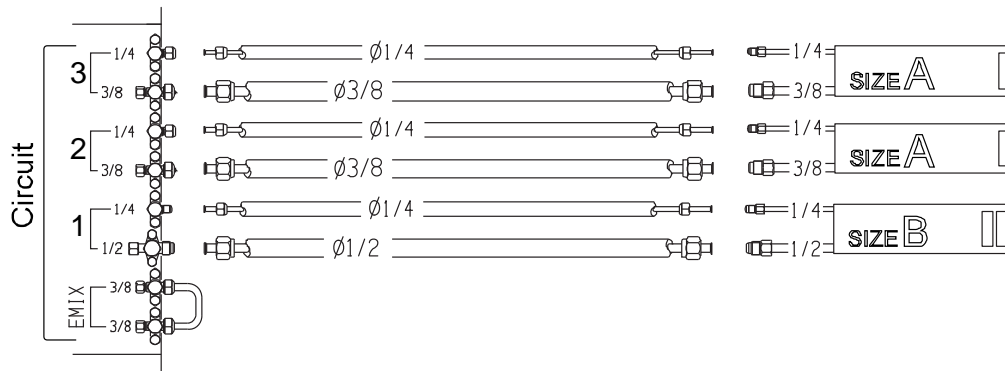 1/4 Ø1/4 1/4
3 SIZE A
3/8 Ø3/8 3/8
1/4 Ø1/4 1/4
2 SIZE A
3/8 Ø3/8 3/8
Circuit
1/4 Ø1/4 1/4
1 SIZE B
1/2 Ø1/2 1/2
EMIX
3/8
3/8